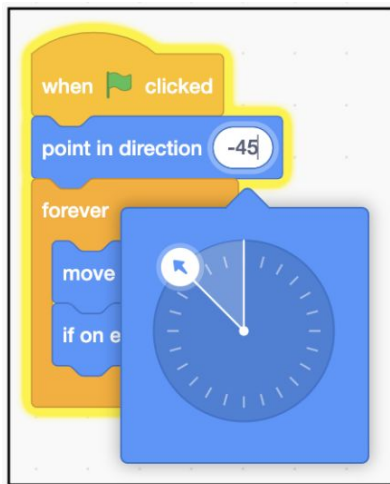 when clicked
point in direction -45
forever
move
if on e